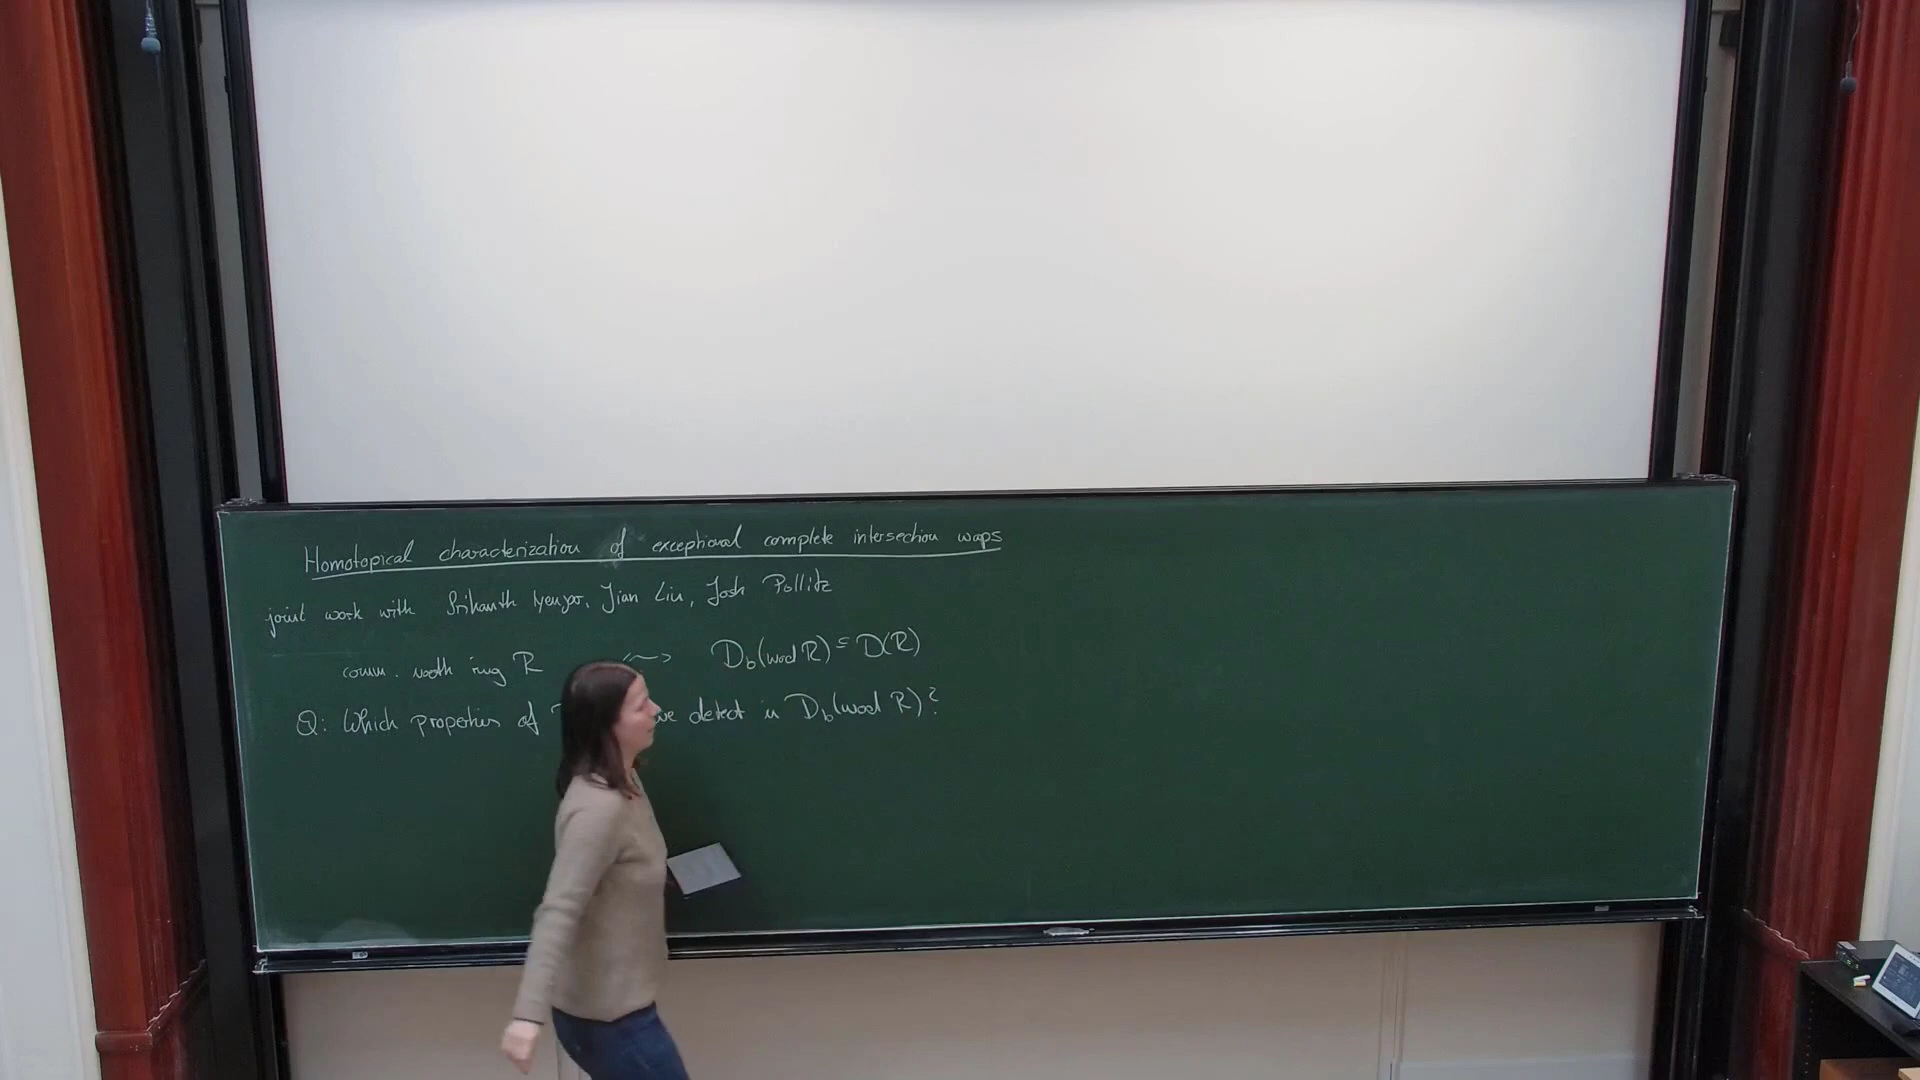 Homotopical characterization of exceptional complete intersection maps
joint work with Srikanth Iyengar, Jian Liu, Josh Pollitz
comm. noeth ring R ⟿ D_b(mod R) ⊆ D(R)
Q: Which properties of we detect in D_b(mod R)?